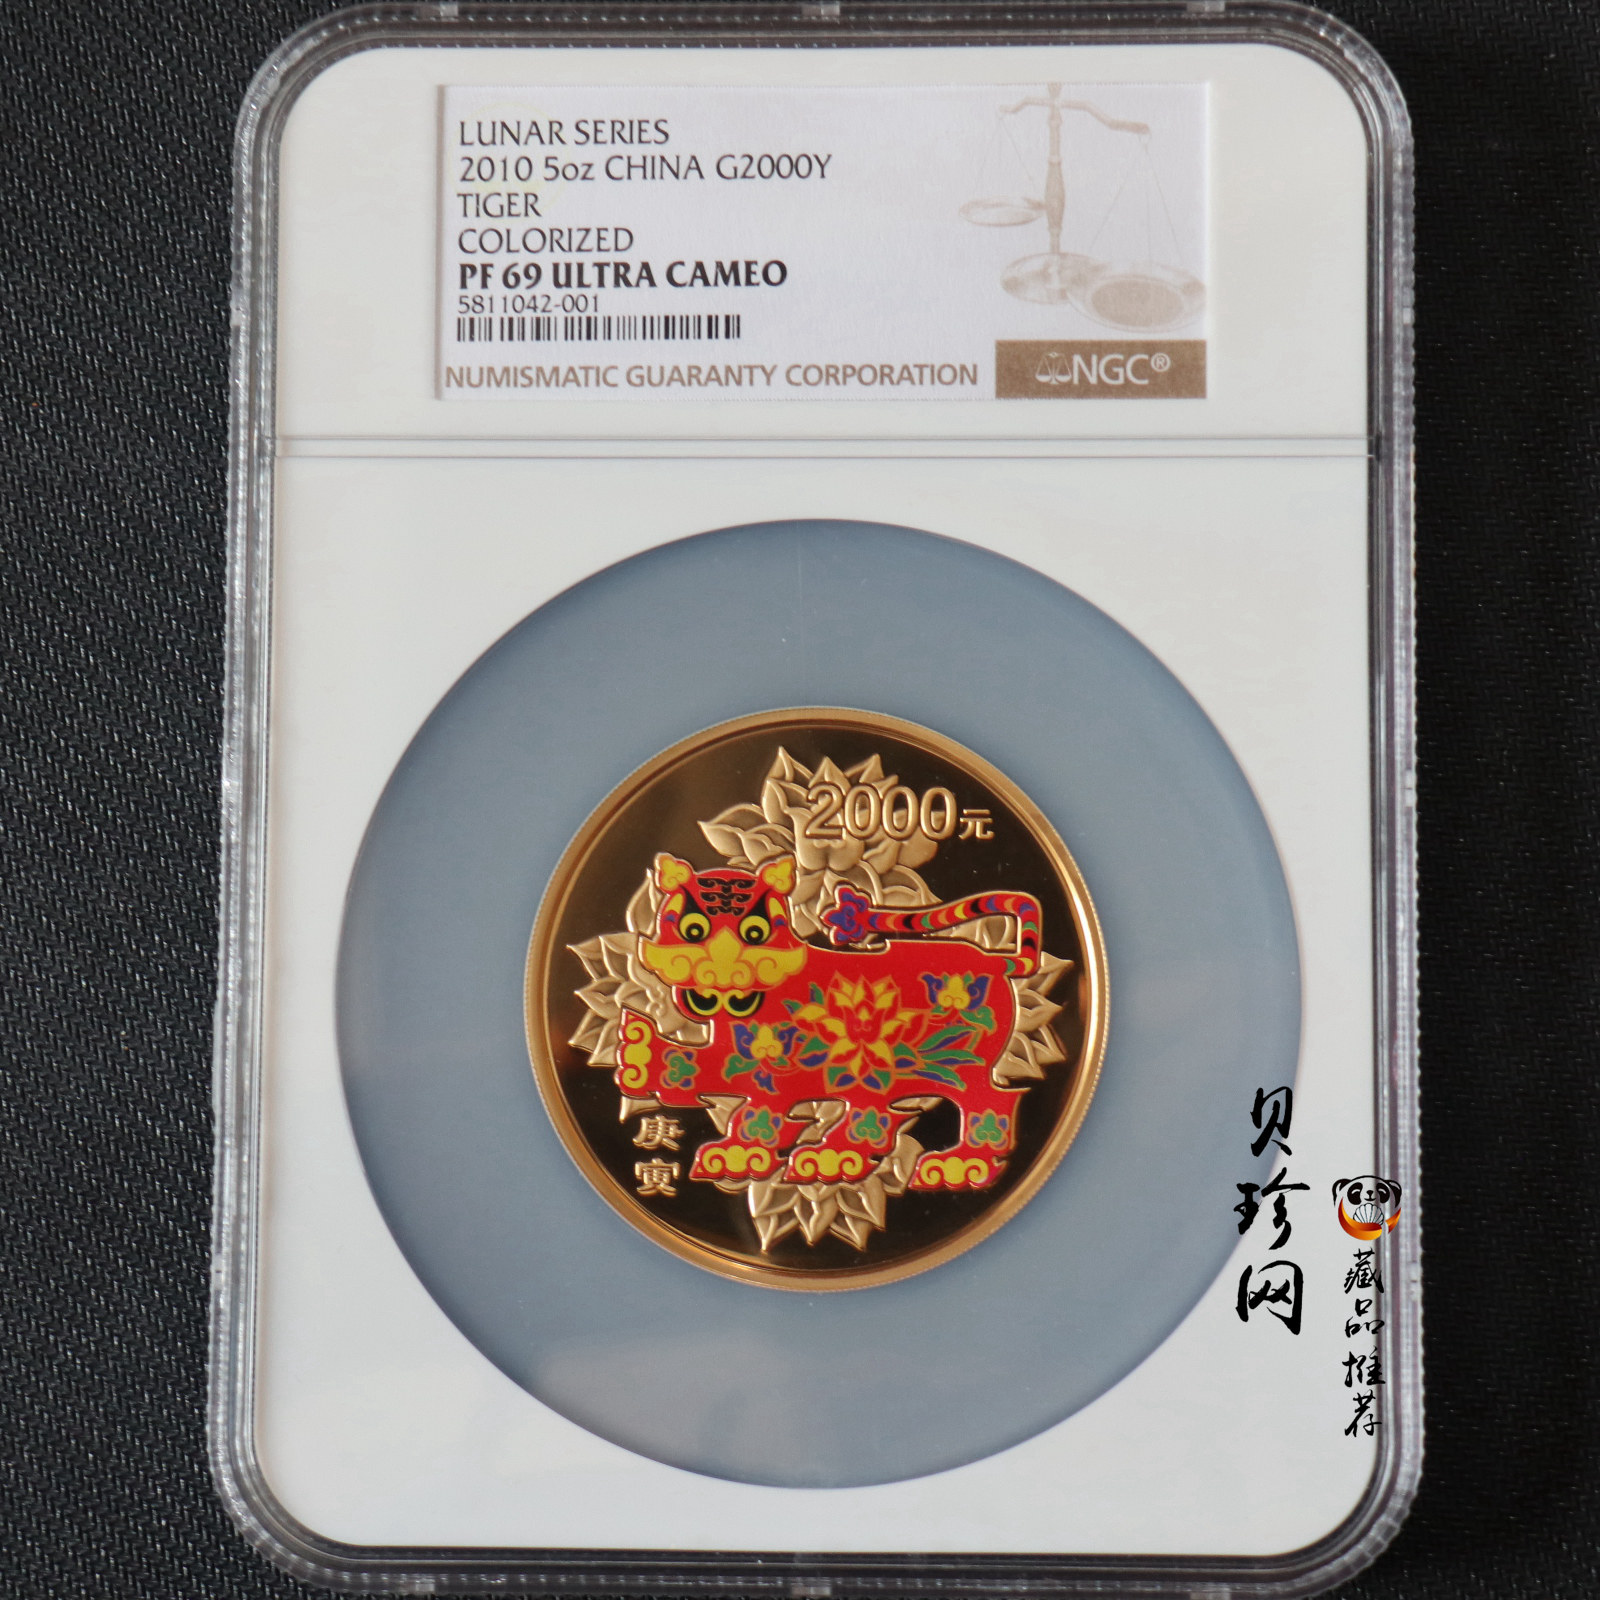 LUNAR SERIES
2010 5oz CHINA G2000Y
TIGER
COLORIZED
PF 69 ULTRA CAMEO
5811042-001
NUMISMATIC GUARANTY CORPORATION
NGC®
2000元
庚寅
贝珍网
藏品推荐